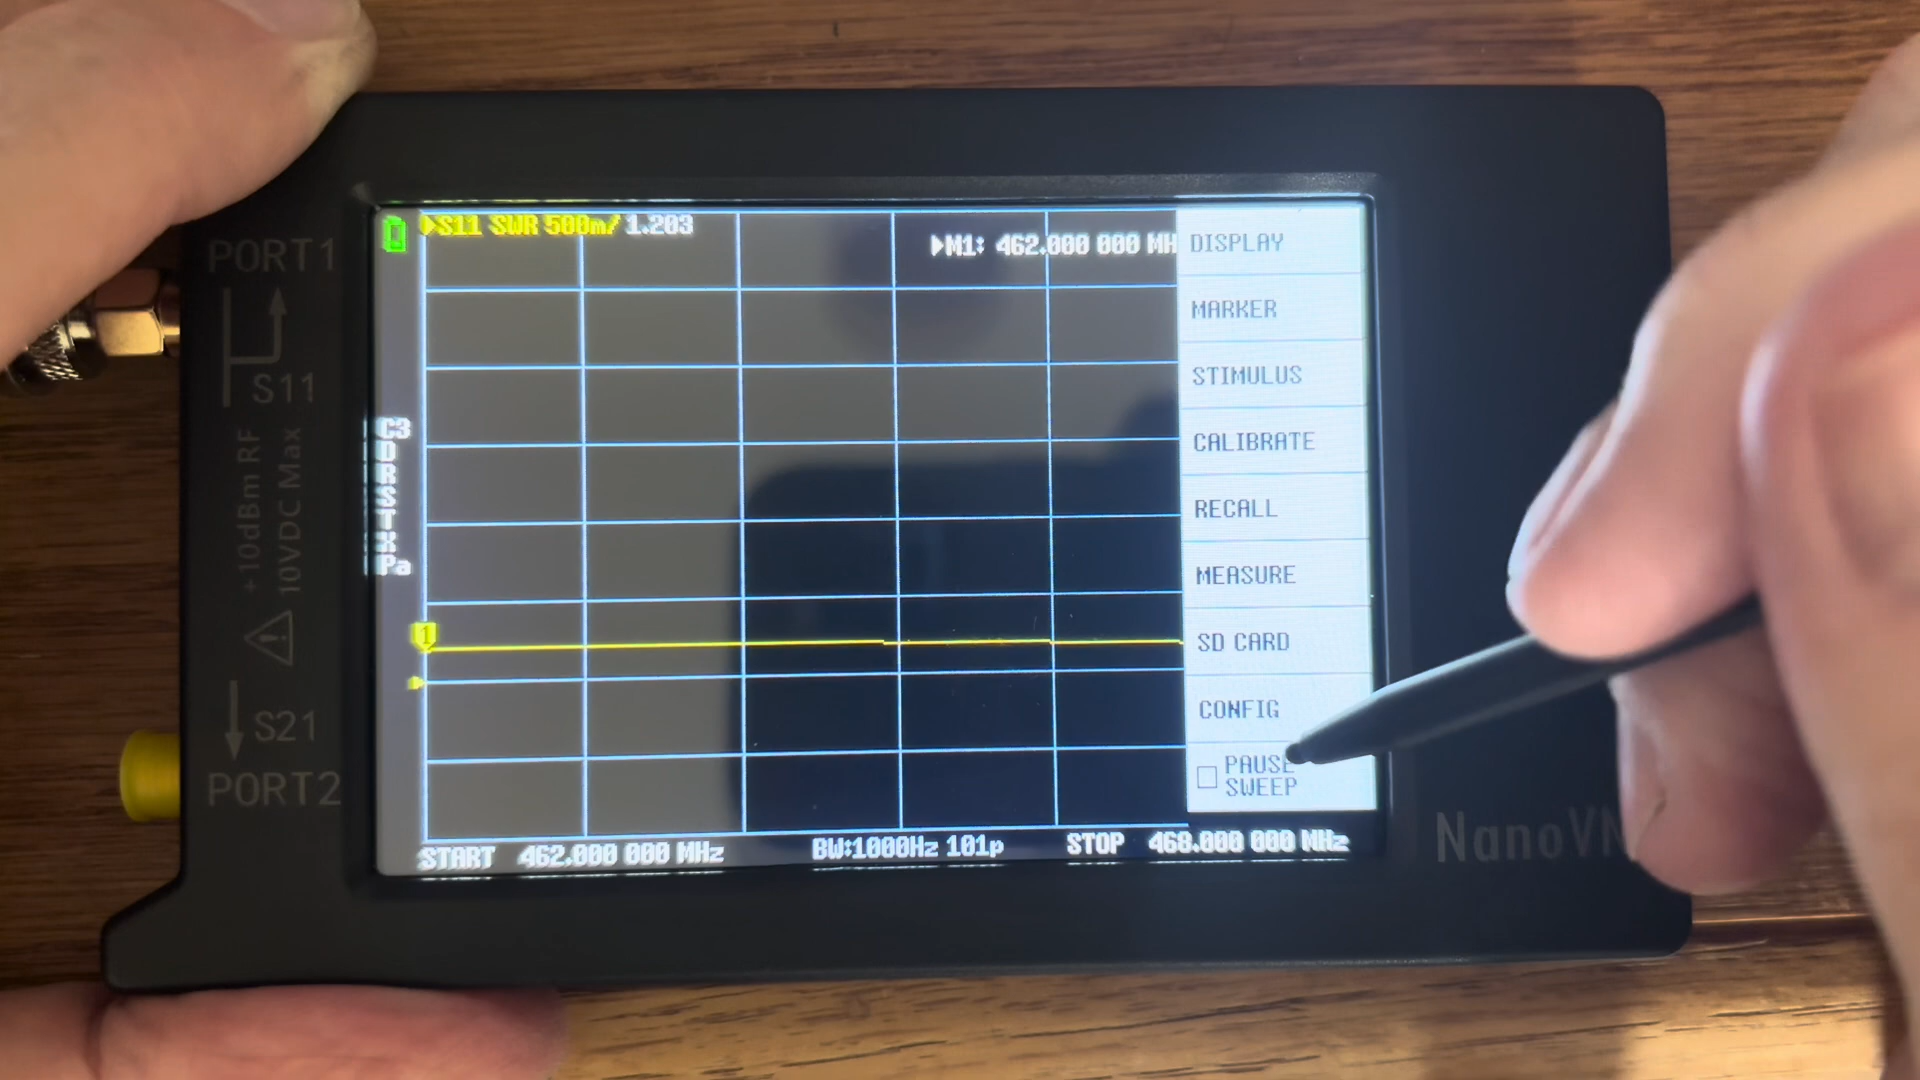 PORT1
S11
+10dBm RF
10VDC Max
S21
PORT2
S11 SWR 500m/ 1.203
M1: 462.000 000 MH
C3
D
R
S
T
X
Pa
1
DISPLAY
MARKER
STIMULUS
CALIBRATE
RECALL
MEASURE
SD CARD
CONFIG
PAUSE
SWEEP
START 462.000 000 MHz
BW:1000Hz 101p
STOP 468.000 000 MHz
NanoVN